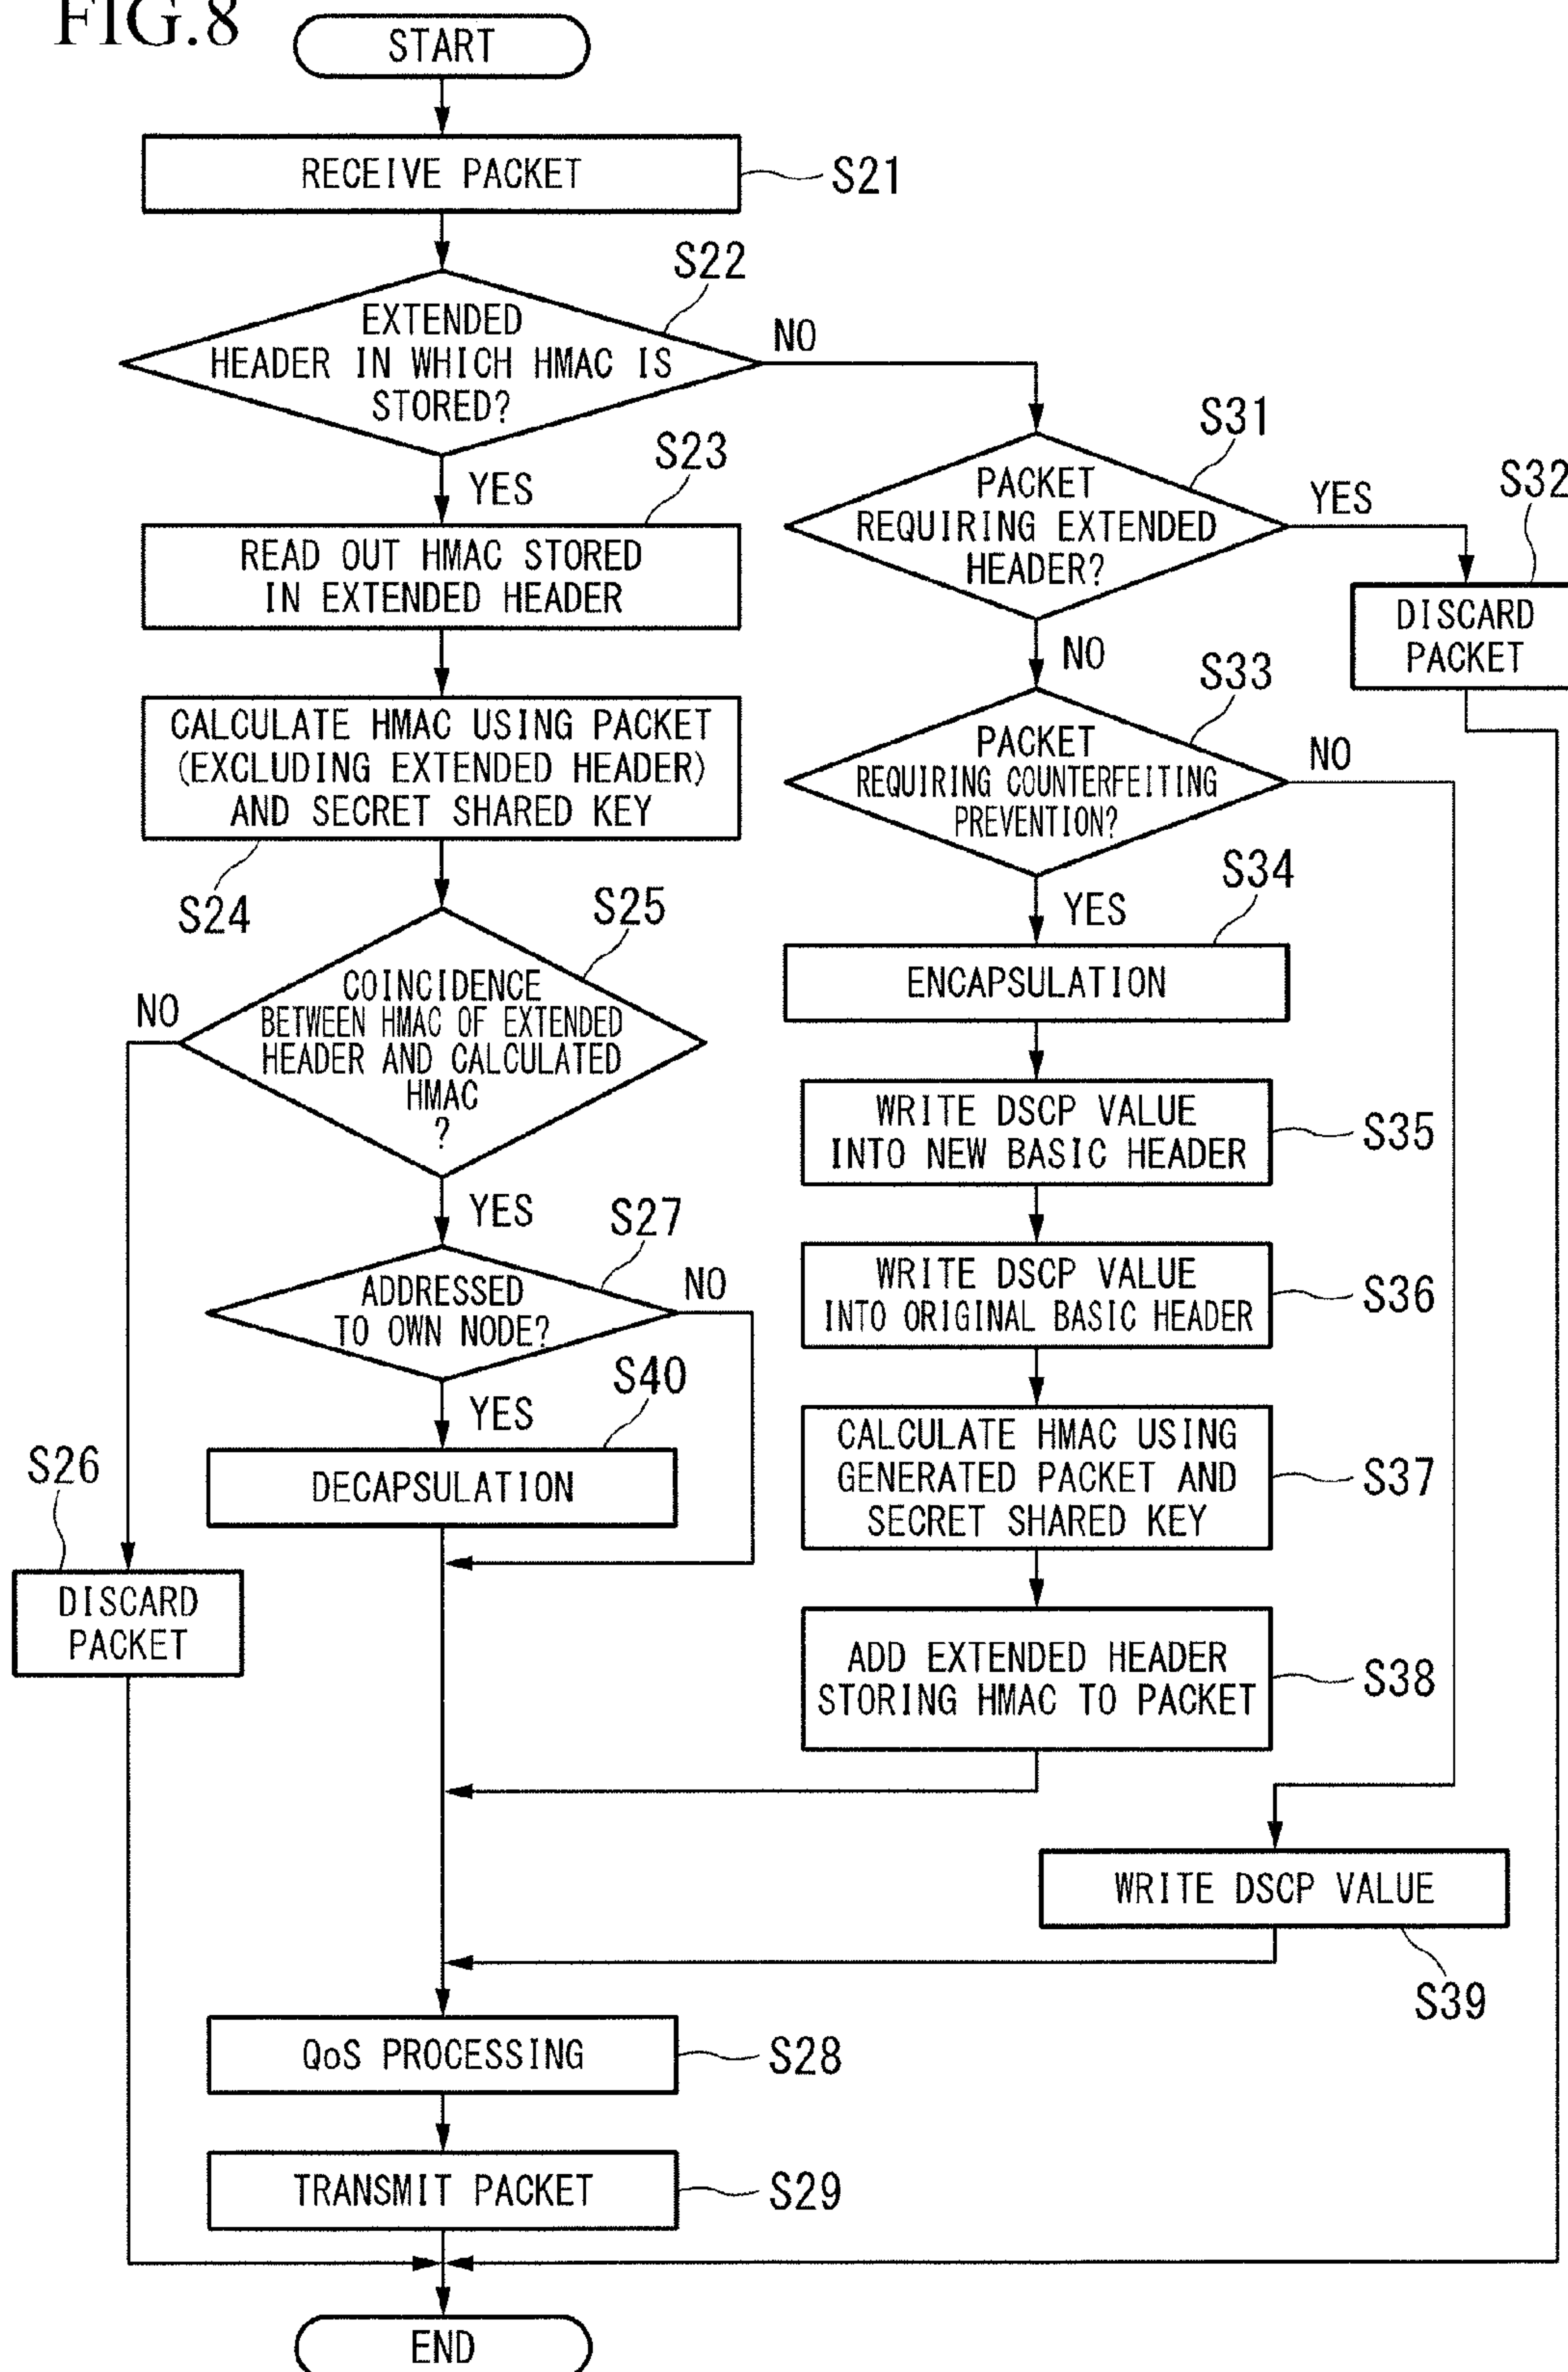 FIG.8
START
RECEIVE PACKET
S21
S22
EXTENDED
HEADER IN WHICH HMAC IS
STORED?
NO
YES
S23
READ OUT HMAC STORED
IN EXTENDED HEADER
CALCULATE HMAC USING PACKET
(EXCLUDING EXTENDED HEADER)
AND SECRET SHARED KEY
S24
S25
COINCIDENCE
BETWEEN HMAC OF EXTENDED
HEADER AND CALCULATED
HMAC
?
NO
YES
S26
DISCARD
PACKET
S27
ADDRESSED
TO OWN NODE?
NO
YES
S40
DECAPSULATION
S31
PACKET
REQUIRING EXTENDED
HEADER?
YES
S32
DISCARD
PACKET
NO
S33
PACKET
REQUIRING COUNTERFEITING
PREVENTION?
NO
YES
S34
ENCAPSULATION
WRITE DSCP VALUE
INTO NEW BASIC HEADER
S35
WRITE DSCP VALUE
INTO ORIGINAL BASIC HEADER
S36
CALCULATE HMAC USING
GENERATED PACKET AND
SECRET SHARED KEY
S37
ADD EXTENDED HEADER
STORING HMAC TO PACKET
S38
WRITE DSCP VALUE
S39
QoS PROCESSING
S28
TRANSMIT PACKET
S29
END